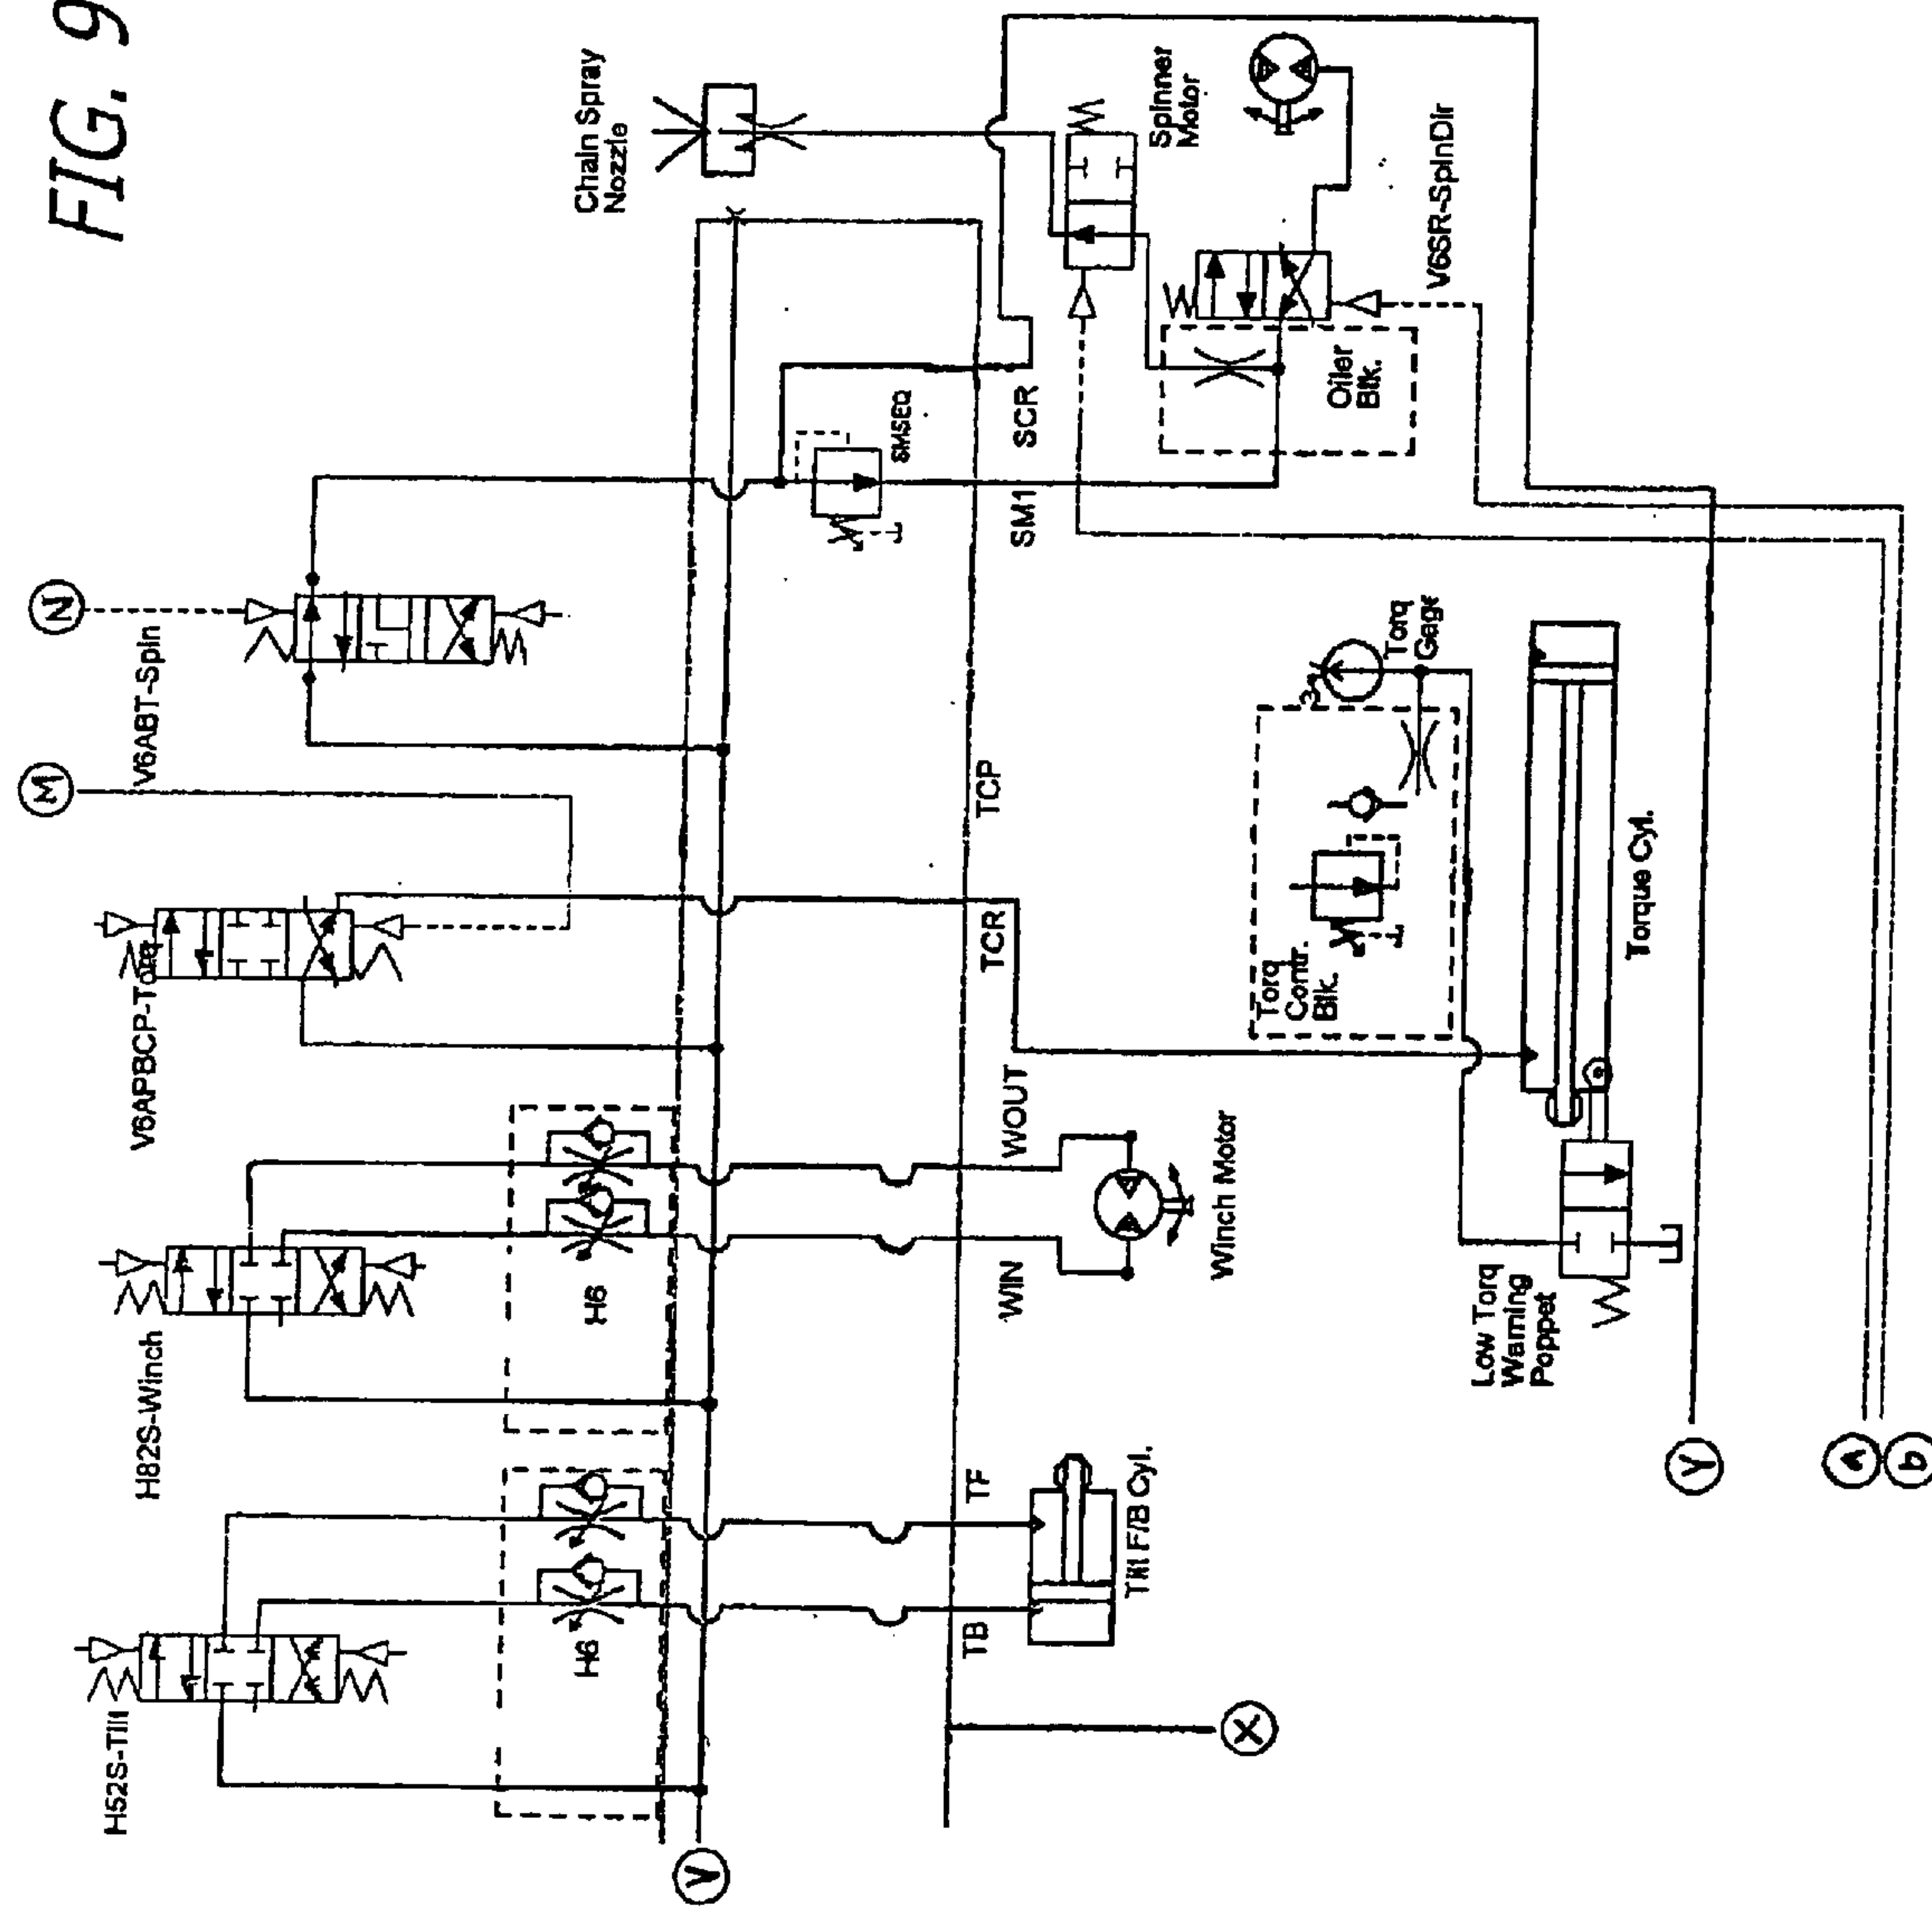 FIG. 9
N
M
V6ABT-Spin
V6APBCP-Torq
H82S-Winch
H52S-Tilt
Chain Spray
Nozzle
SMSEQ
H6
H6
V
SCR
SM1
TCP
TCR
WOUT
WIN
TF
TB
Spinner
Motor
V6SR-SpinDir
Oiler
Blk.
Torq
Gage
Torq
Contr.
Blk.
Winch Motor
Tilt F/B Cyl.
Torque Cyl.
Low Torq
Warning
Poppet
X
Y
a
b